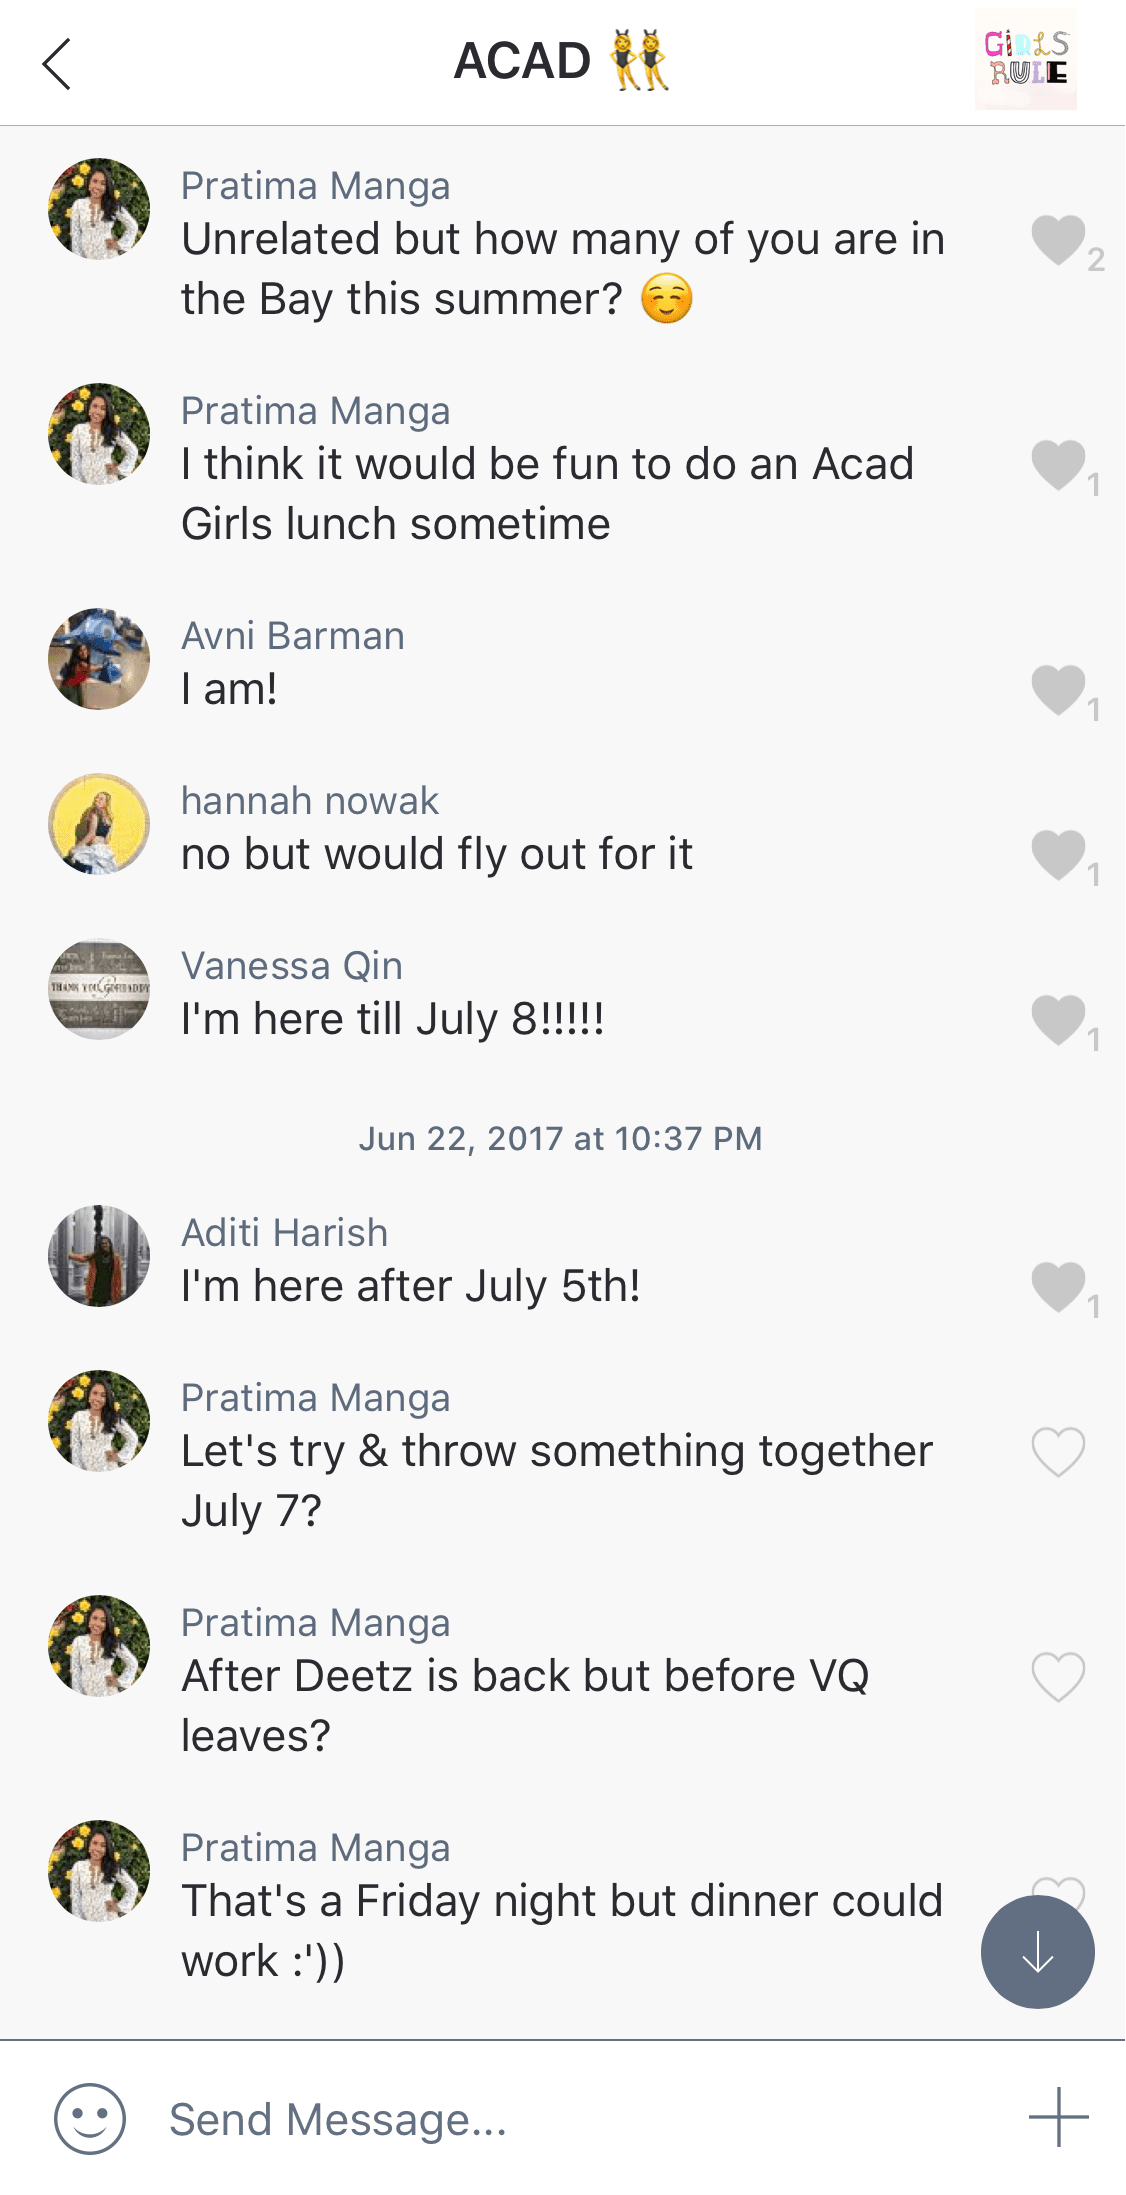 ACAD 👯
GiRLS
RULE
Pratima Manga
Unrelated but how many of you are in
the Bay this summer? ☺️
2
Pratima Manga
I think it would be fun to do an Acad
Girls lunch sometime
1
Avni Barman
I am!
1
hannah nowak
no but would fly out for it
1
Vanessa Qin
THANK YOU
I'm here till July 8!!!!!
1
Jun 22, 2017 at 10:37 PM
Aditi Harish
I'm here after July 5th!
1
Pratima Manga
Let's try & throw something together
July 7?
Pratima Manga
After Deetz is back but before VQ
leaves?
Pratima Manga
That's a Friday night but dinner could
work :'))
Send Message...